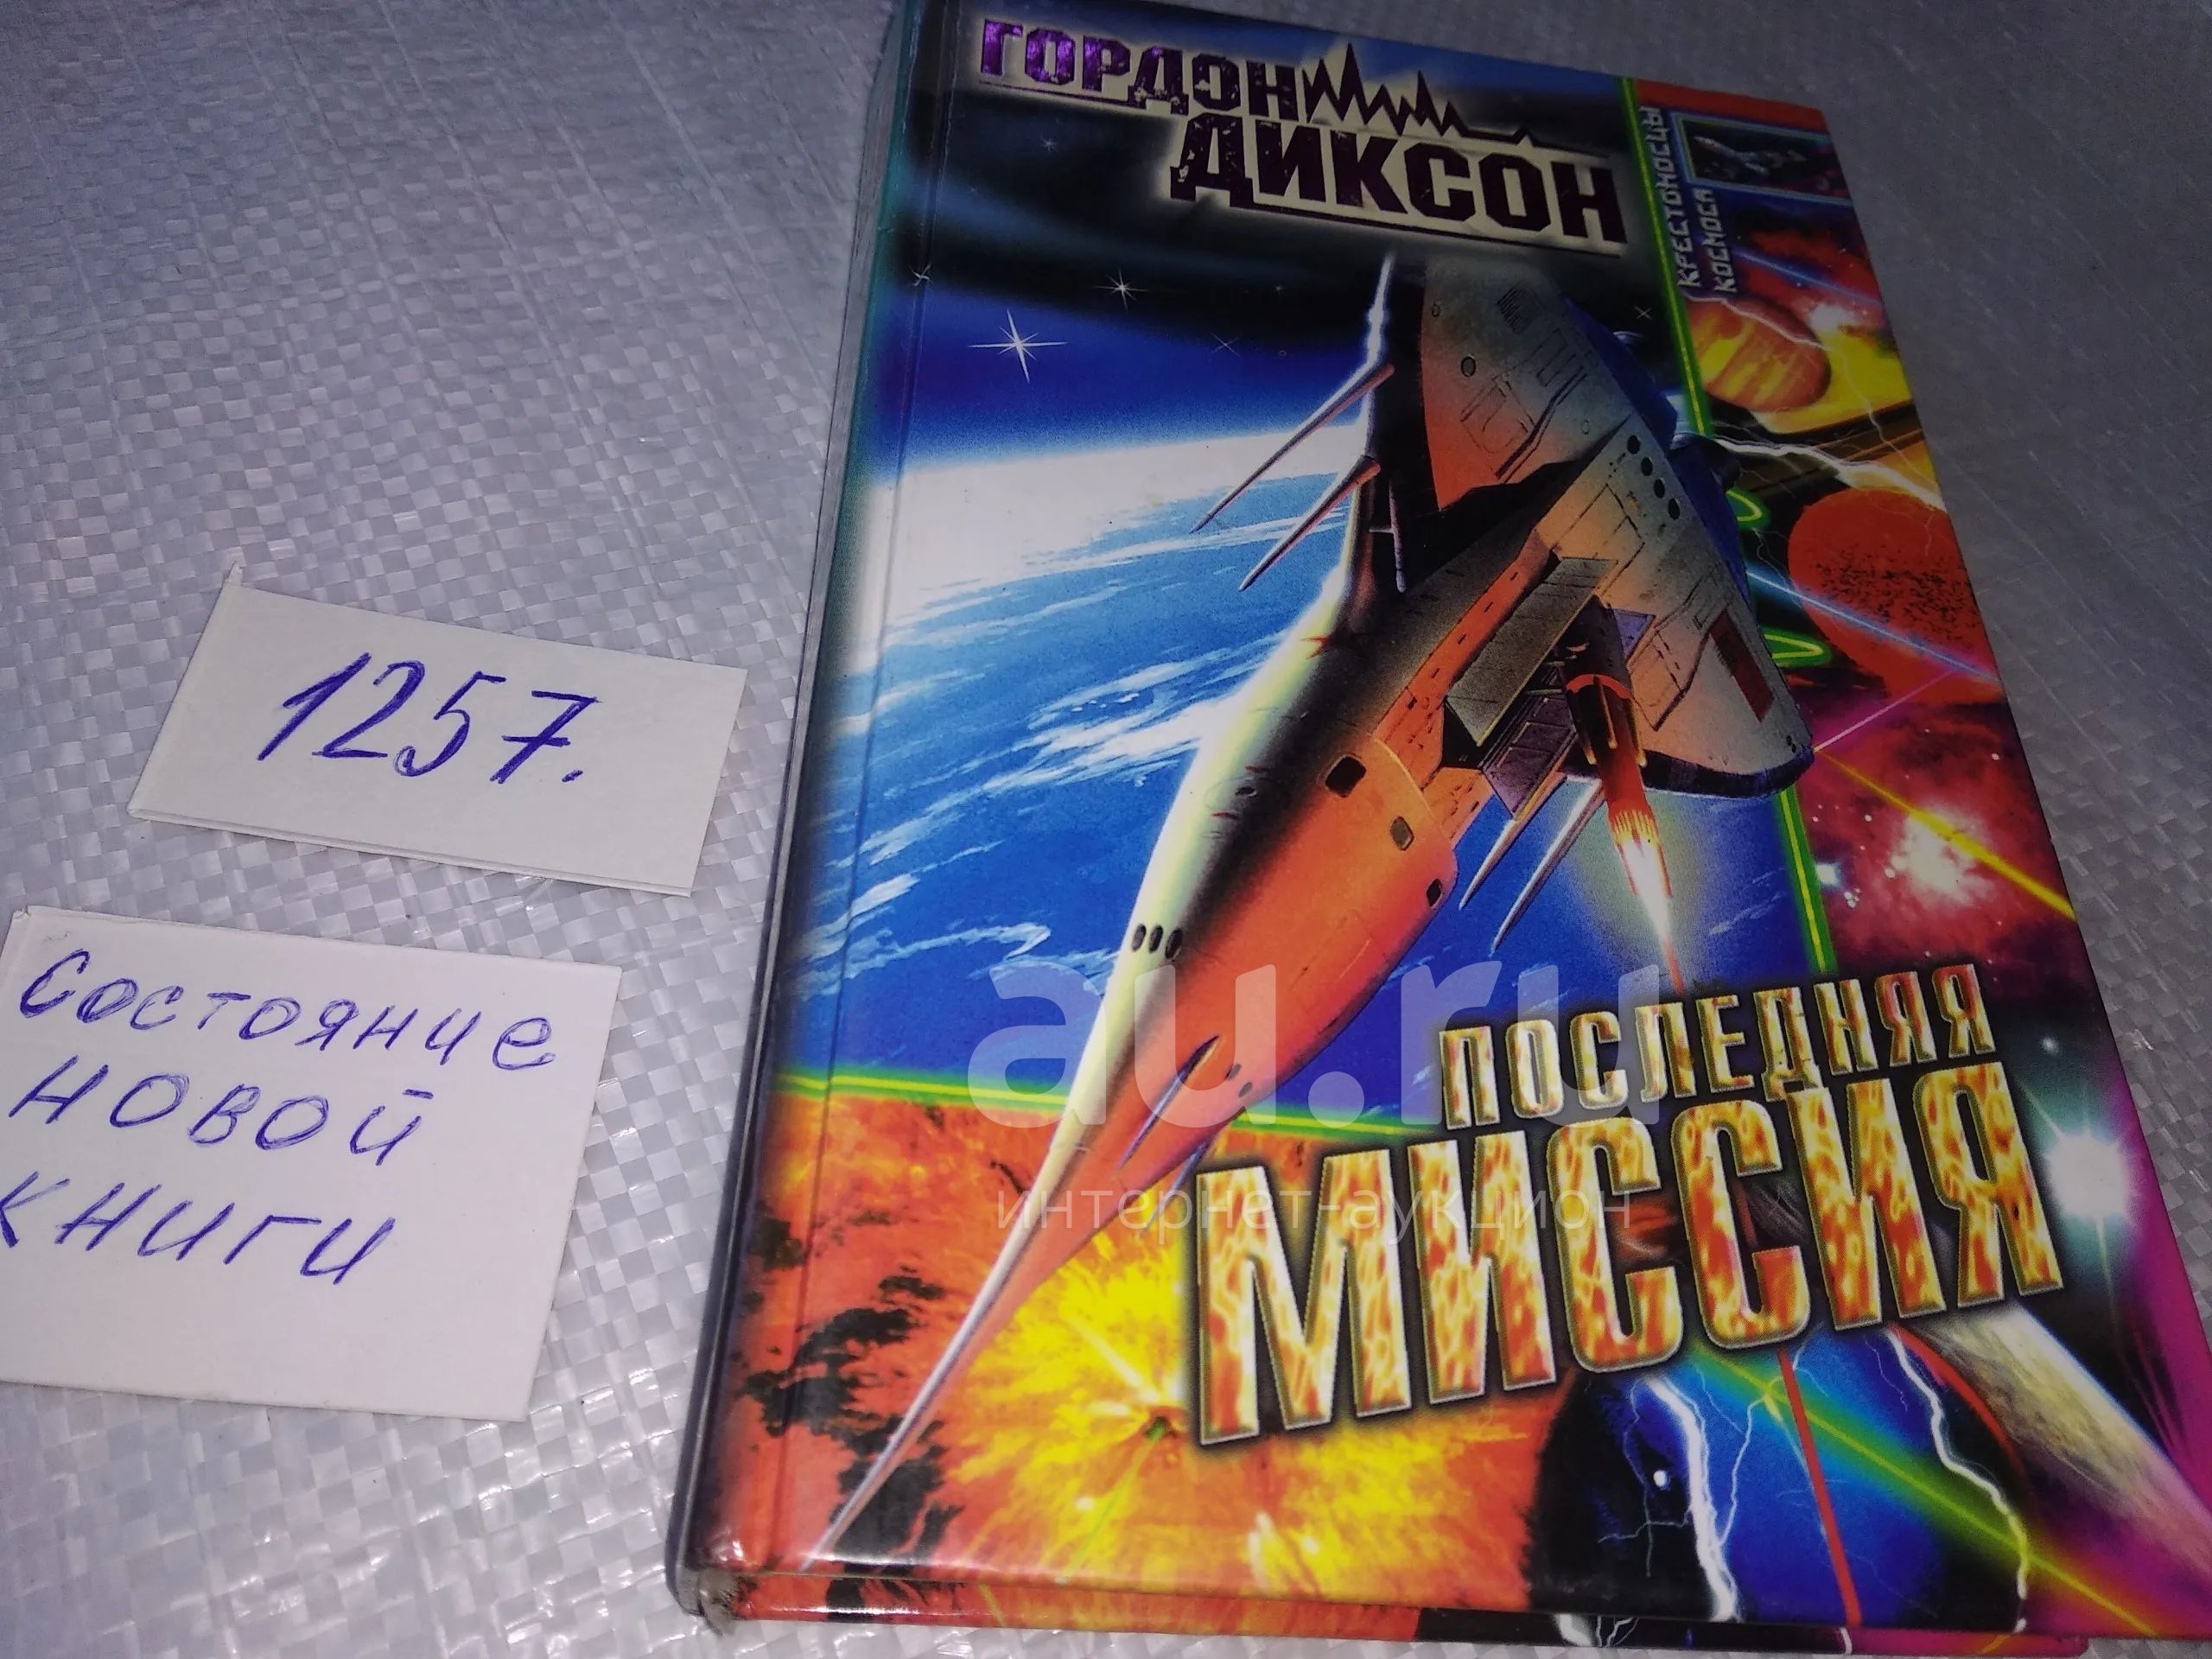 ГОРДОН
ДИКСОН
КРЕСТОНОСЦЫ
КОСМОСА
1257.
Состояние
новой
книги
au.ru
интернет-аукцион
ПОСЛЕДНЯЯ
МИССИЯ